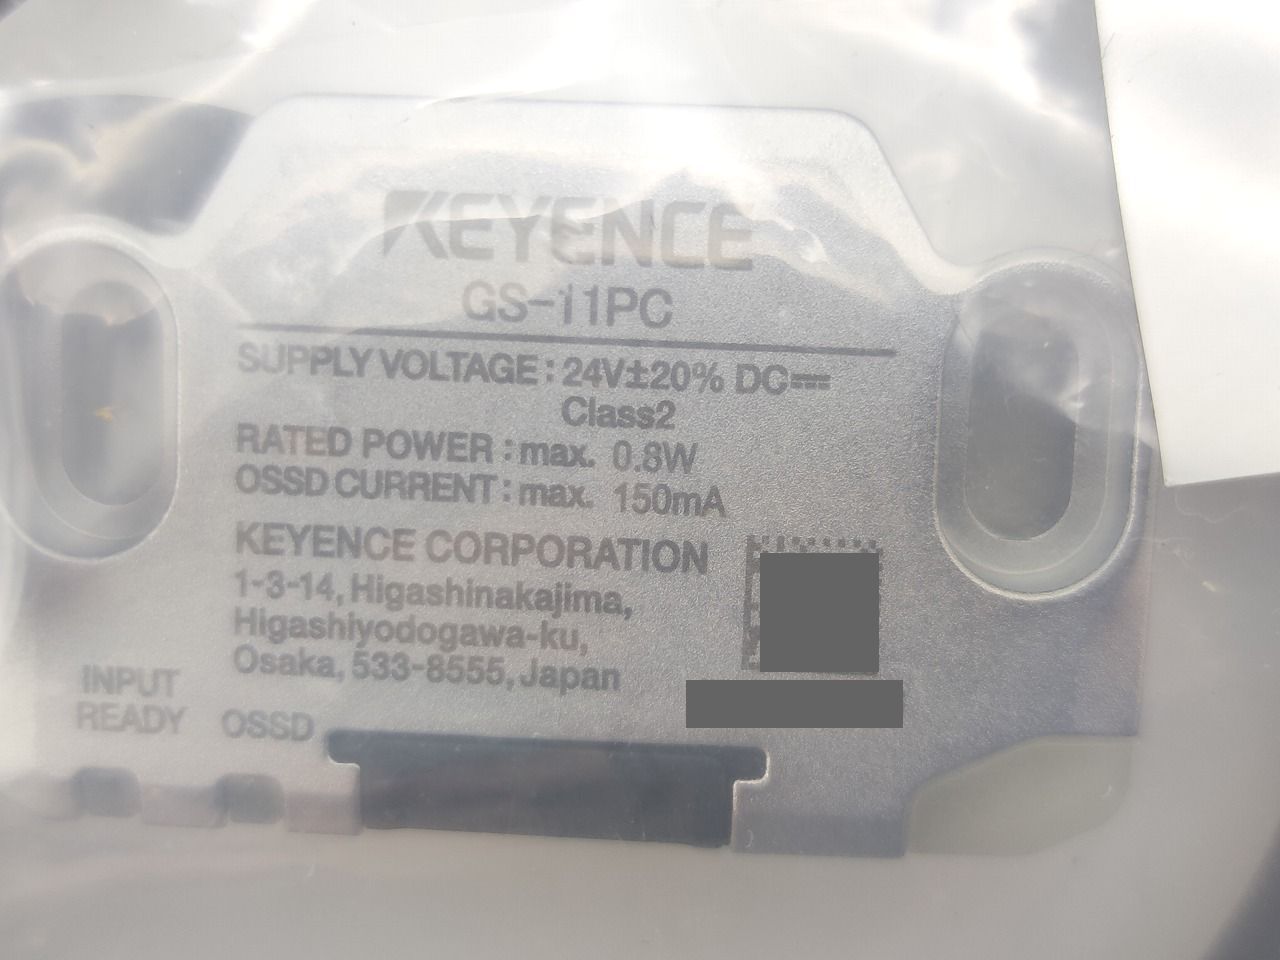 KEYENCE
GS-11PC
SUPPLY VOLTAGE : 24V±20% DC⎓
Class2
RATED POWER : max. 0.8W
OSSD CURRENT : max. 150mA
KEYENCE CORPORATION
1-3-14, Higashinakajima,
Higashiyodogawa-ku,
Osaka, 533-8555, Japan
INPUT
READY OSSD